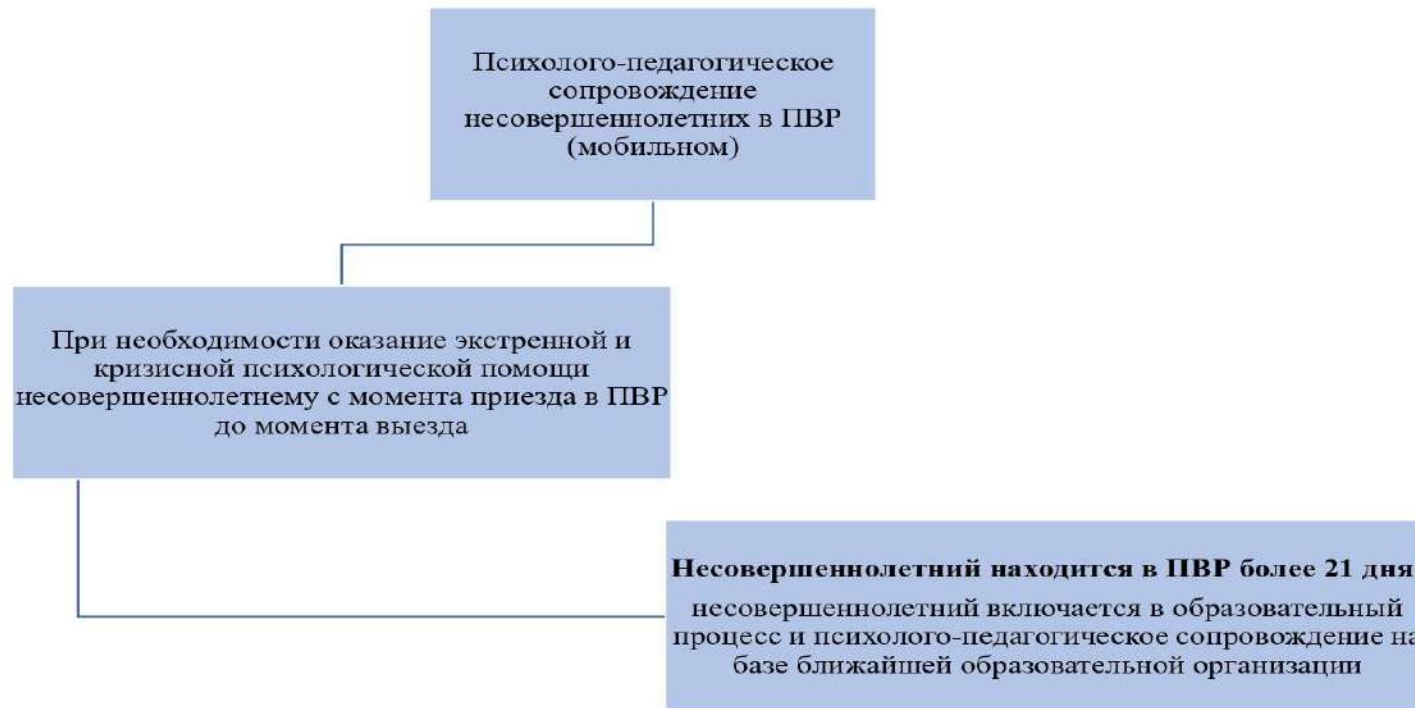 Психолого-педагогическое
сопровождение
несовершеннолетних в ПВР
(мобильном)
При необходимости оказание экстренной и
кризисной психологической помощи
несовершеннолетнему с момента приезда в ПВР
до момента выезда
Несовершеннолетний находится в ПВР более 21 дня
несовершеннолетний включается в образовательный
процесс и психолого-педагогическое сопровождение на
базе ближайшей образовательной организации